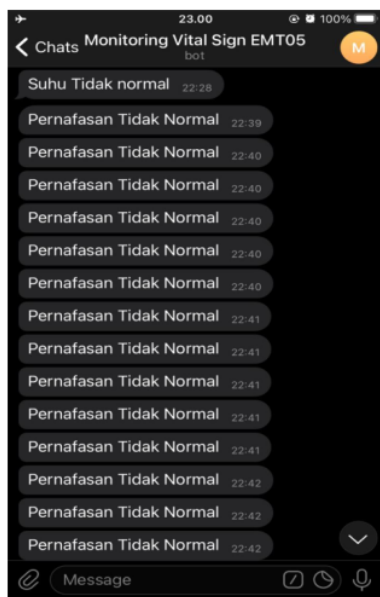 23.00
100%
Chats
Monitoring Vital Sign EMT05
bot
M
Suhu Tidak normal 22:28
Pernafasan Tidak Normal 22:39
Pernafasan Tidak Normal 22:40
Pernafasan Tidak Normal 22:40
Pernafasan Tidak Normal 22:40
Pernafasan Tidak Normal 22:40
Pernafasan Tidak Normal 22:40
Pernafasan Tidak Normal 22:41
Pernafasan Tidak Normal 22:41
Pernafasan Tidak Normal 22:41
Pernafasan Tidak Normal 22:41
Pernafasan Tidak Normal 22:41
Pernafasan Tidak Normal 22:42
Pernafasan Tidak Normal 22:42
Pernafasan Tidak Normal 22:42
Message